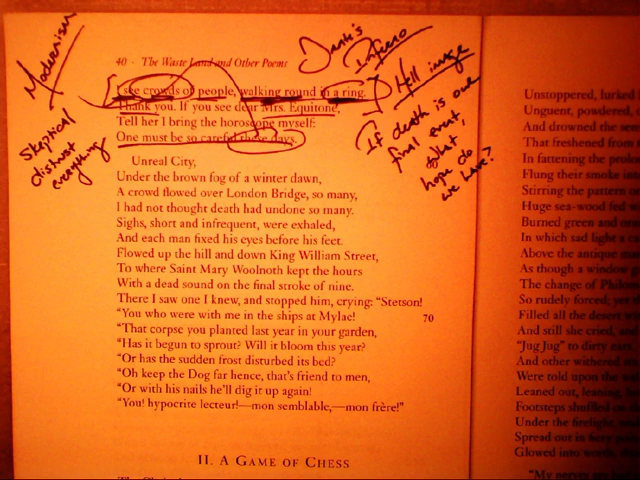 Modernism
Skeptical
distrust
everything
Dante's
Inferno
Hell image
If death is our
final event,
what
hope do
we have?
40 · The Waste Land and Other Poems
I see crowds of people, walking round in a ring.
Thank you. If you see dear Mrs. Equitone,
Tell her I bring the horoscope myself:
One must be so careful these days.
Unreal City,
Under the brown fog of a winter dawn,
A crowd flowed over London Bridge, so many,
I had not thought death had undone so many.
Sighs, short and infrequent, were exhaled,
And each man fixed his eyes before his feet.
Flowed up the hill and down King William Street,
To where Saint Mary Woolnoth kept the hours
With a dead sound on the final stroke of nine.
There I saw one I knew, and stopped him, crying: "Stetson!
"You who were with me in the ships at Mylae! 70
"That corpse you planted last year in your garden,
"Has it begun to sprout? Will it bloom this year?
"Or has the sudden frost disturbed its bed?
"Oh keep the Dog far hence, that's friend to men,
"Or with his nails he'll dig it up again!
"You! hypocrite lecteur!—mon semblable,—mon frère!"
II. A GAME OF CHESS
Unstoppered, lurked
Unguent, powdered,
And drowned the sen
That freshened from
In fattening the prolo
Flung their smoke into
Stirring the pattern o
Huge sea-wood fed w
Burned green and ora
In which sad light a c
Above the antique ma
As though a window
The change of Philom
So rudely forced; yet
Filled all the desert w
And still she cried, an
"Jug Jug" to dirty ears.
And other withered
Were told upon the wa
Leaned out, leaning,
Footsteps shuffled on
Under the firelight, un
Spread out in fiery po
Glowed into words,
"My nerves are